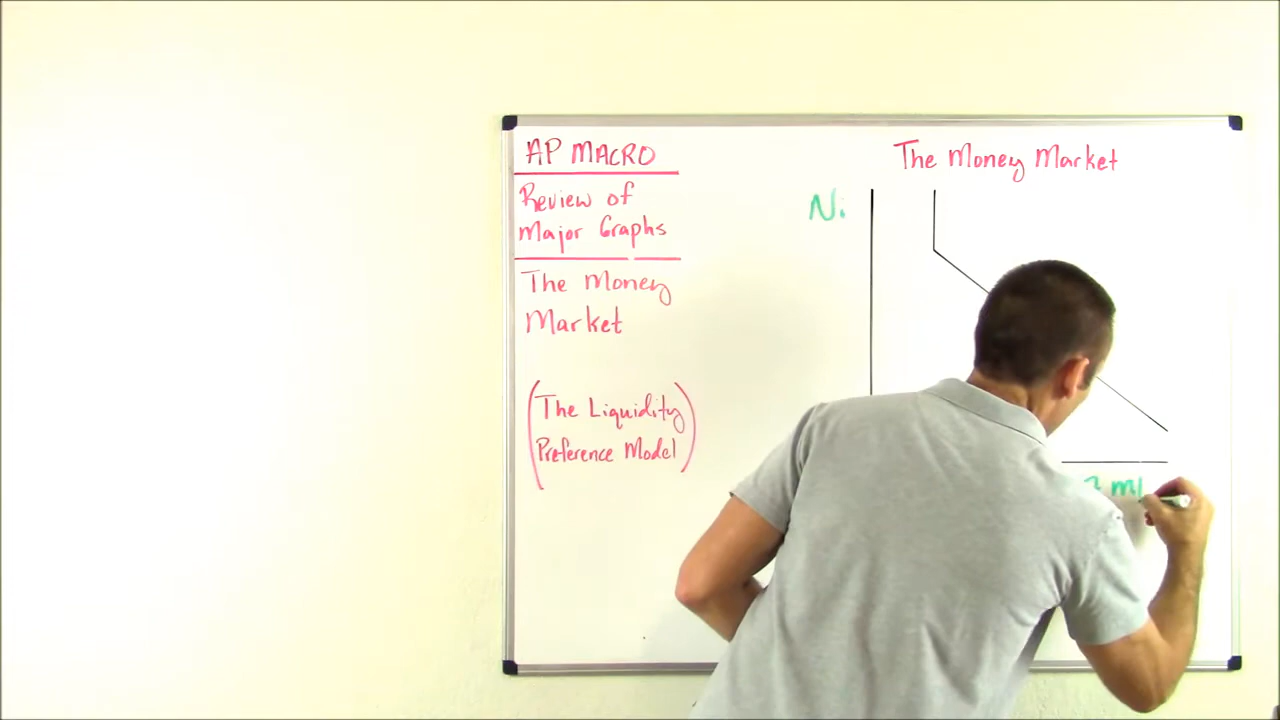 AP MACRO
Review of
Major Graphs
The Money
Market
(The Liquidity
Preference Model)
The Money Market
Ni